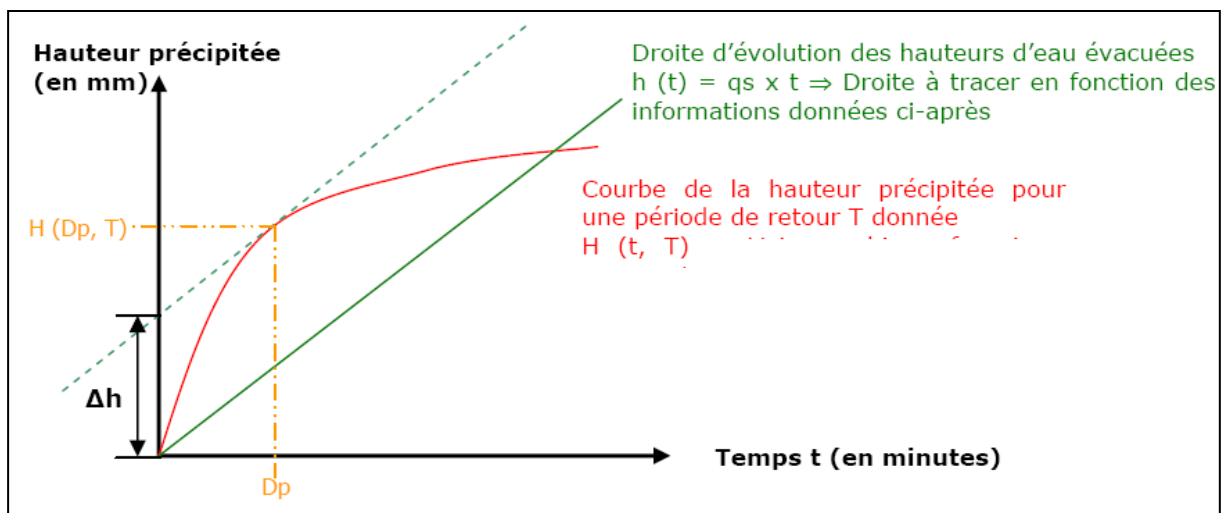 Hauteur précipitée
(en mm)
Droite d'évolution des hauteurs d'eau évacuées
h (t) = qs x t ⇒ Droite à tracer en fonction des
informations données ci-après
Courbe de la hauteur précipitée pour
une période de retour T donnée
H (t, T)
H (Dp, T)
Δh
Dp
Temps t (en minutes)